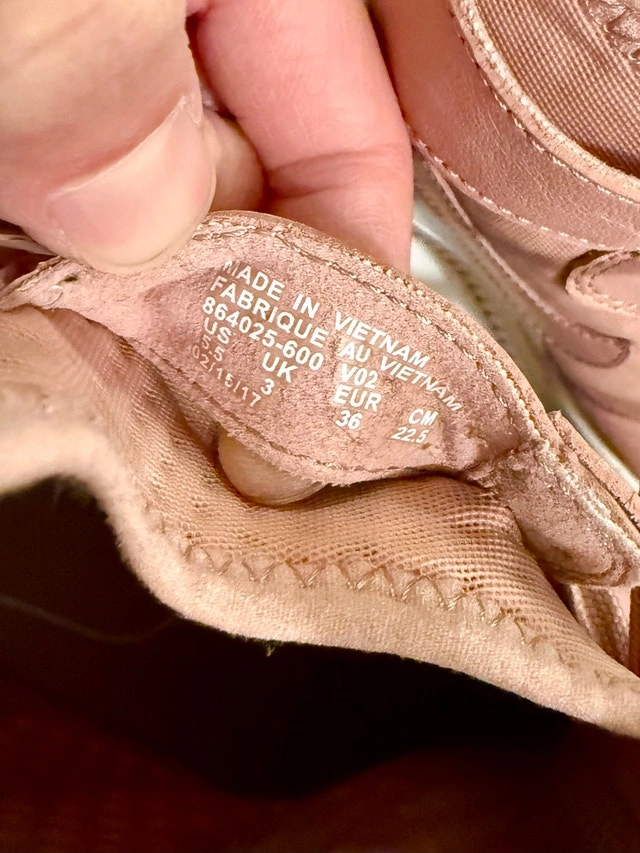 MADE IN VIETNAM
FABRIQUE AU VIETNAM
864025-600 V02
US UK EUR CM
5.5 3 36 22.5
02/15/17